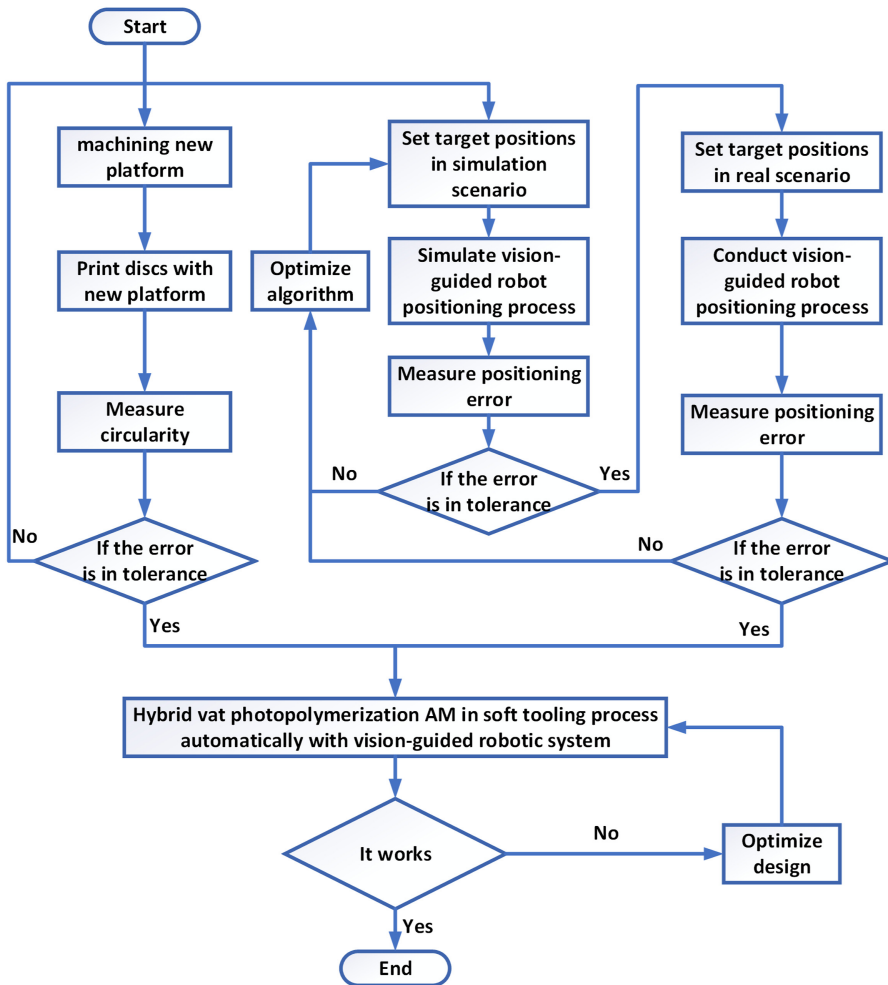 Start
machining new
platform
Print discs with
new platform
Measure
circularity
No
If the error
is in tolerance
Yes
Set target positions
in simulation
scenario
Optimize
algorithm
Simulate vision-
guided robot
positioning process
Measure positioning
error
No
If the error
is in tolerance
Yes
Set target positions
in real scenario
Conduct vision-
guided robot
positioning process
Measure positioning
error
No
If the error
is in tolerance
Yes
Hybrid vat photopolymerization AM in soft tooling process
automatically with vision-guided robotic system
It works
No
Optimize
design
Yes
End